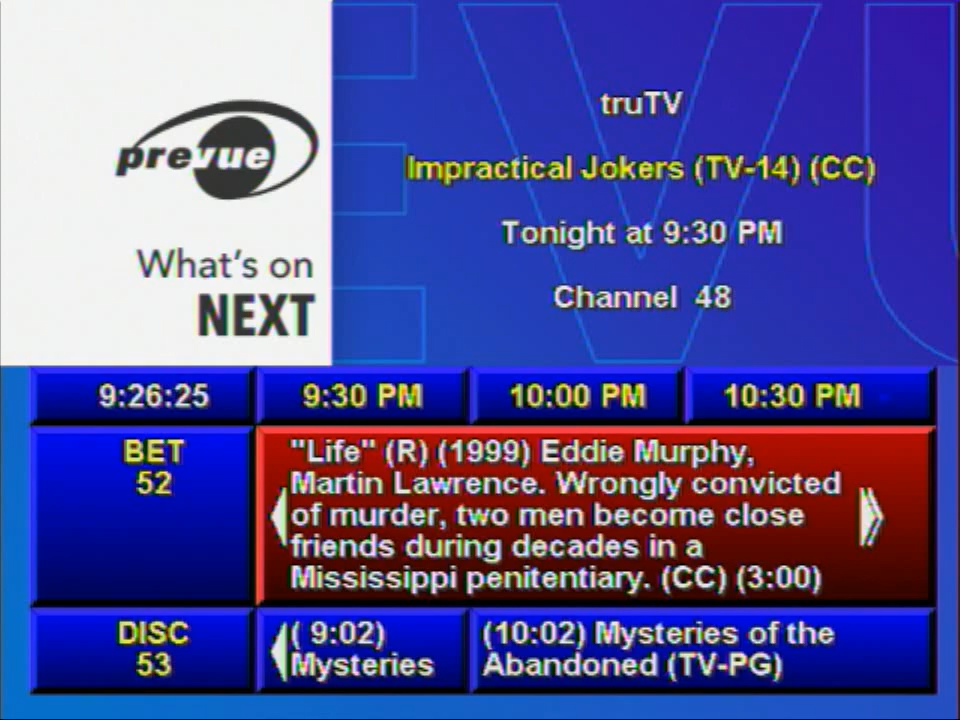 prevue
What's on
NEXT
truTV
Impractical Jokers (TV-14) (CC)
Tonight at 9:30 PM
Channel 48
9:26:25
9:30 PM
10:00 PM
10:30 PM
BET
52
"Life" (R) (1999) Eddie Murphy,
Martin Lawrence. Wrongly convicted
of murder, two men become close
friends during decades in a
Mississippi penitentiary. (CC) (3:00)
DISC
53
( 9:02)
Mysteries
(10:02) Mysteries of the
Abandoned (TV-PG)